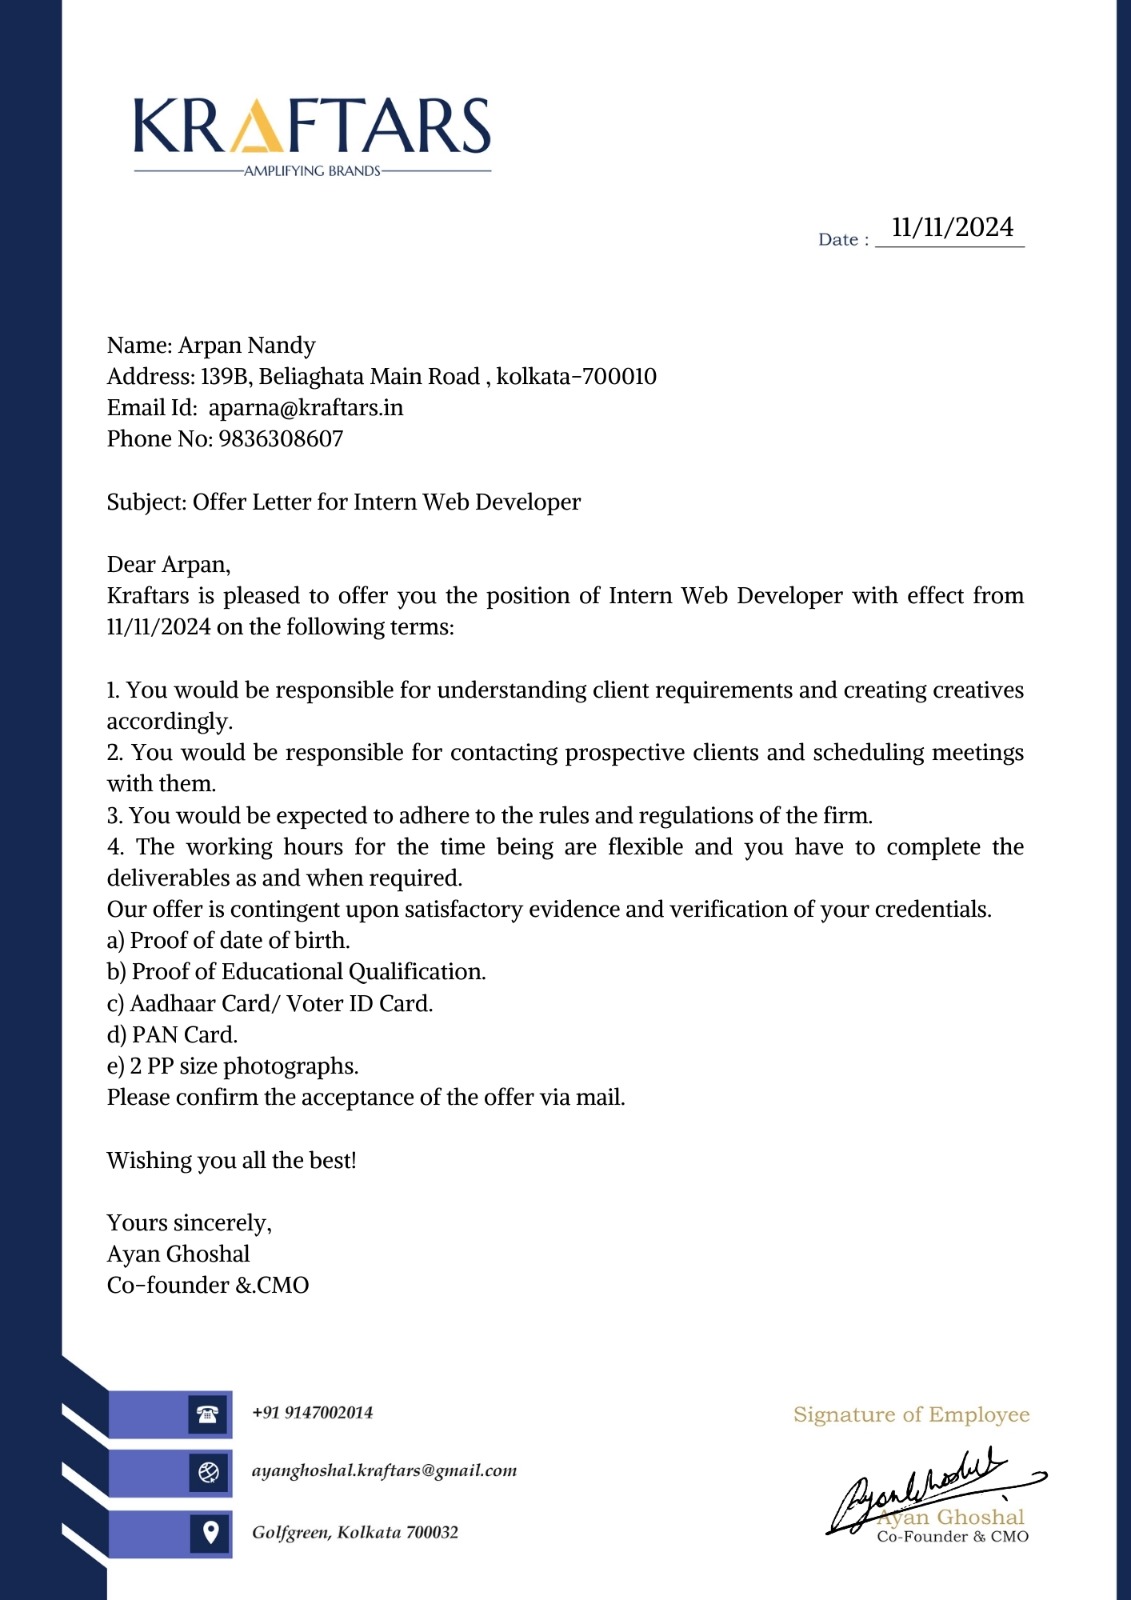 KRAFTARS
AMPLIFYING BRANDS
Date : 11/11/2024
Name: Arpan Nandy
Address: 139B, Beliaghata Main Road , kolkata-700010
Email Id:  aparna@kraftars.in
Phone No: 9836308607
Subject: Offer Letter for Intern Web Developer
Dear Arpan,
Kraftars is pleased to offer you the position of Intern Web Developer with effect from
11/11/2024 on the following terms:
1. You would be responsible for understanding client requirements and creating creatives
accordingly.
2. You would be responsible for contacting prospective clients and scheduling meetings
with them.
3. You would be expected to adhere to the rules and regulations of the firm.
4. The working hours for the time being are flexible and you have to complete the
deliverables as and when required.
Our offer is contingent upon satisfactory evidence and verification of your credentials.
a) Proof of date of birth.
b) Proof of Educational Qualification.
c) Aadhaar Card/ Voter ID Card.
d) PAN Card.
e) 2 PP size photographs.
Please confirm the acceptance of the offer via mail.
Wishing you all the best!
Yours sincerely,
Ayan Ghoshal
Co-founder &.CMO
+91 9147002014
ayanghoshal.kraftars@gmail.com
Golfgreen, Kolkata 700032
Signature of Employee
Ayan Ghoshal
Ayan Ghoshal
Co-Founder & CMO